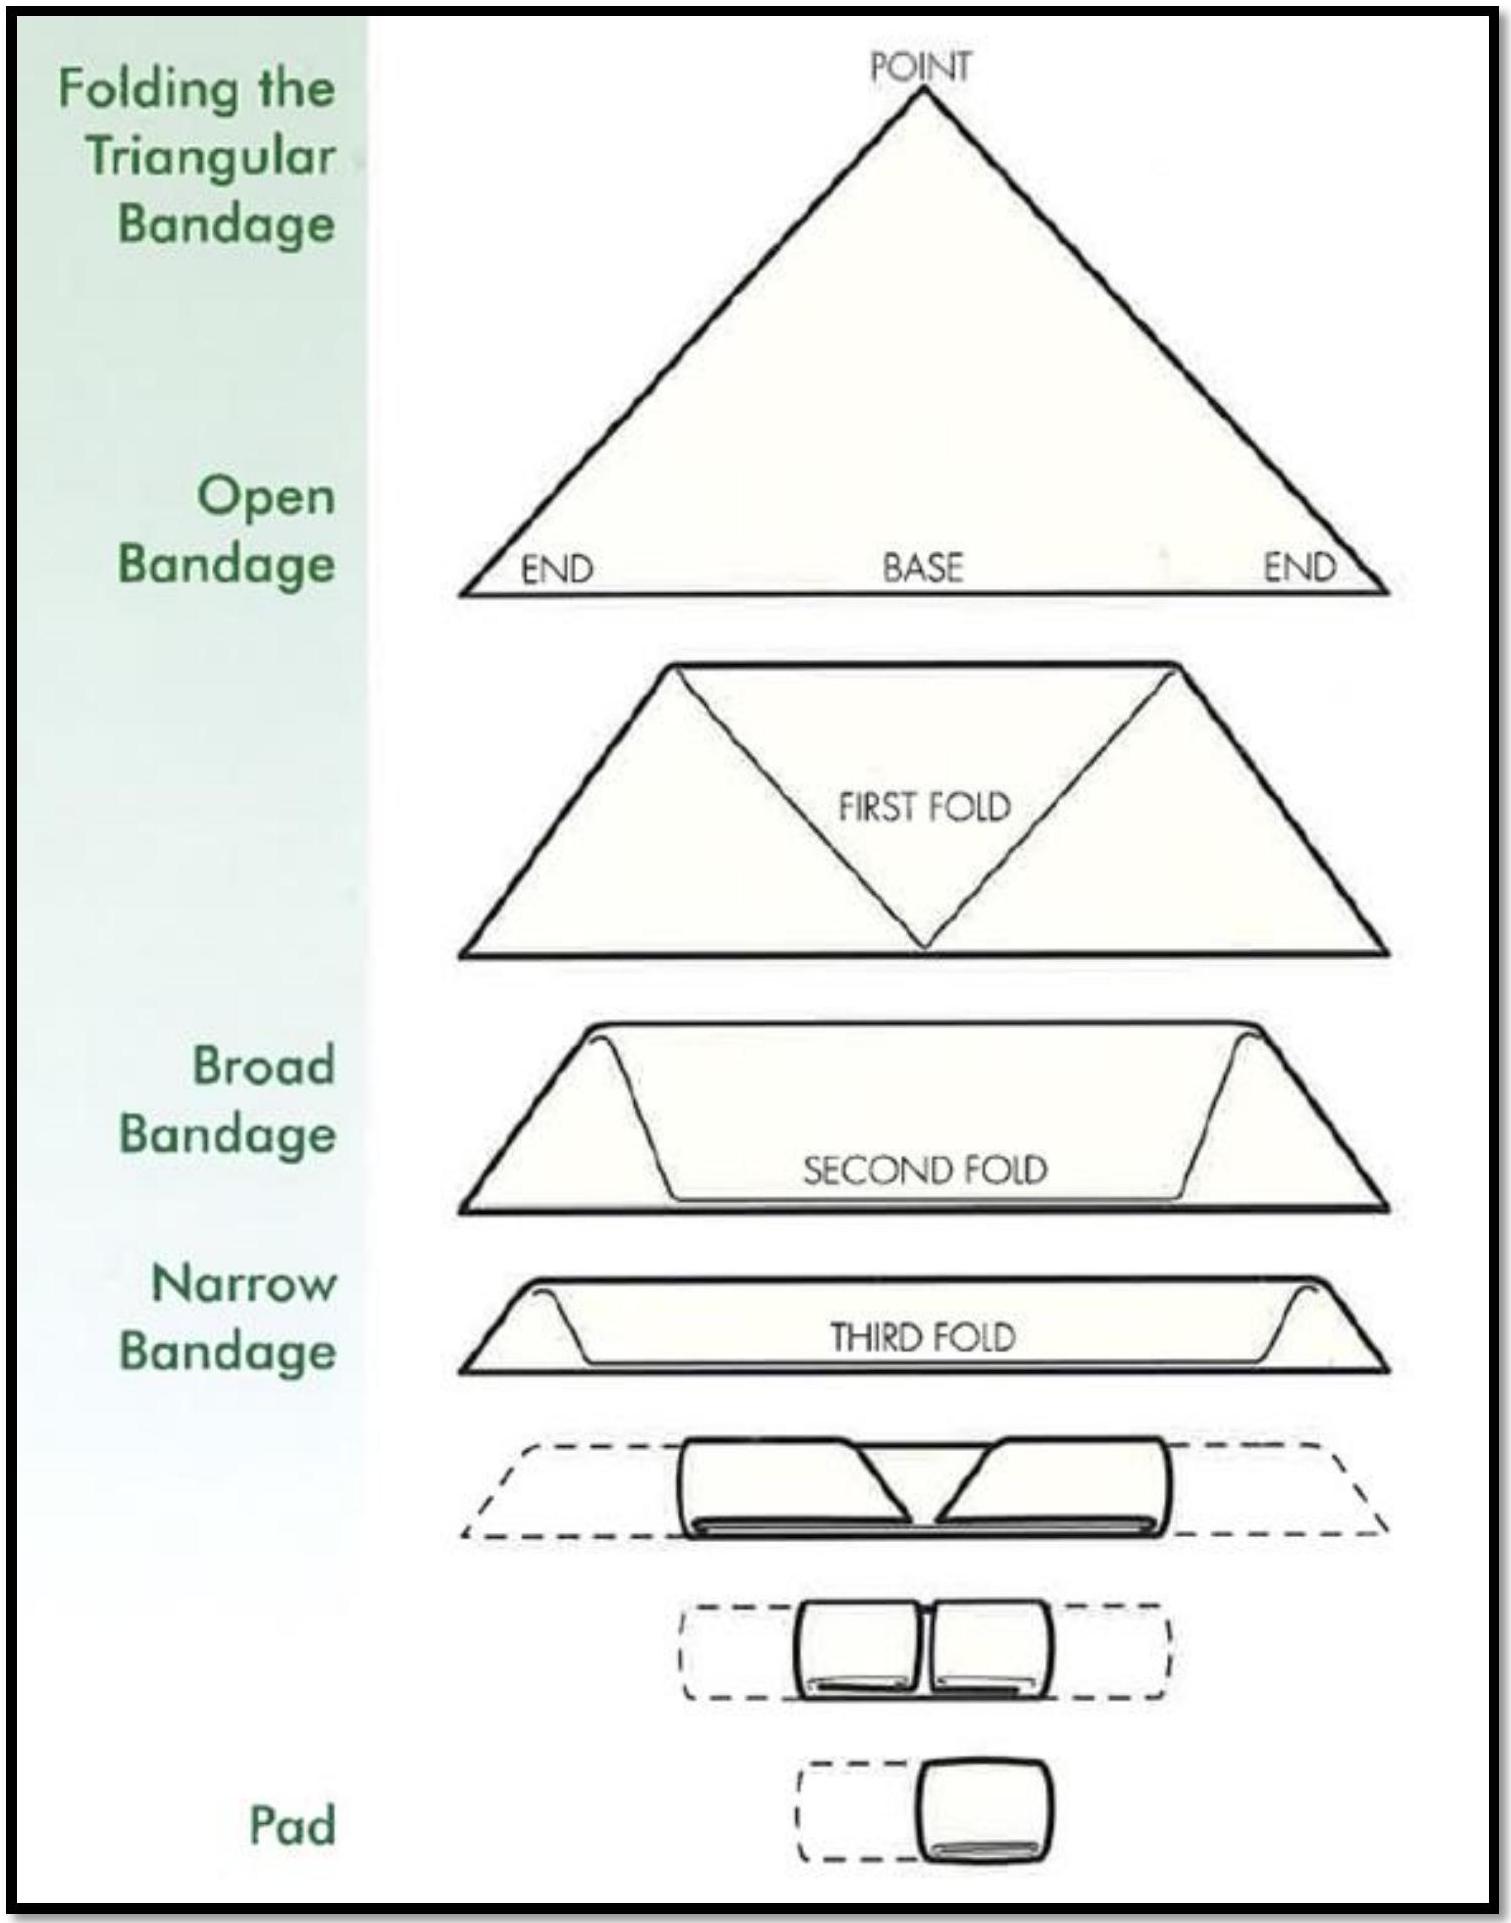 Folding the
Triangular
Bandage
POINT
Open
Bandage
END
BASE
END
FIRST FOLD
Broad
Bandage
SECOND FOLD
Narrow
Bandage
THIRD FOLD
Pad